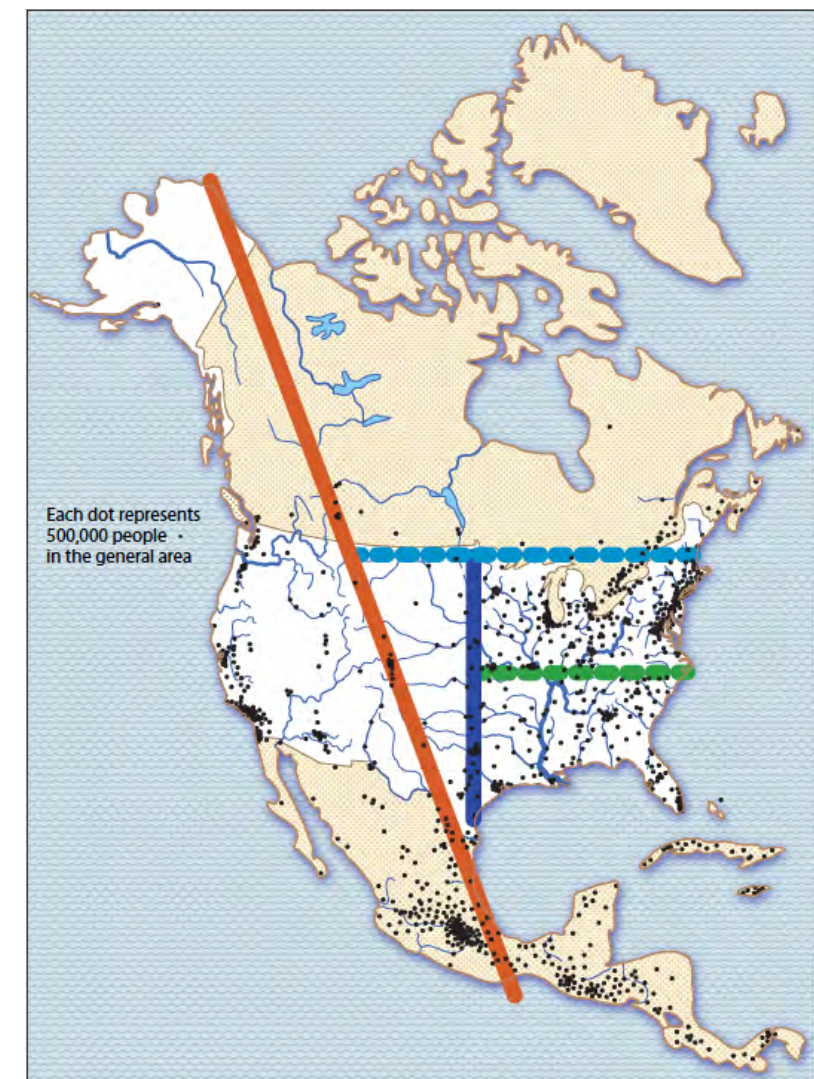 Each dot represents
500,000 people ·
in the general area